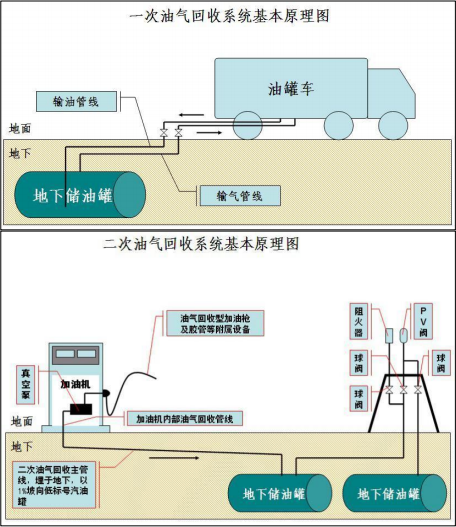 一次油气回收系统基本原理图
油罐车
输油管线
地面
地下
地下储油罐
输气管线
二次油气回收系统基本原理图
油气回收型加油枪
及胶管等附属设备
阻
火
器
P
V
阀
真
空
泵
加油机
球
阀
球
阀
球
阀
地面
加油机内部油气回收管线
地下
二次油气回收主管
线,埋于地下,以
1%坡向低标号汽油
罐
地下储油罐
地下储油罐